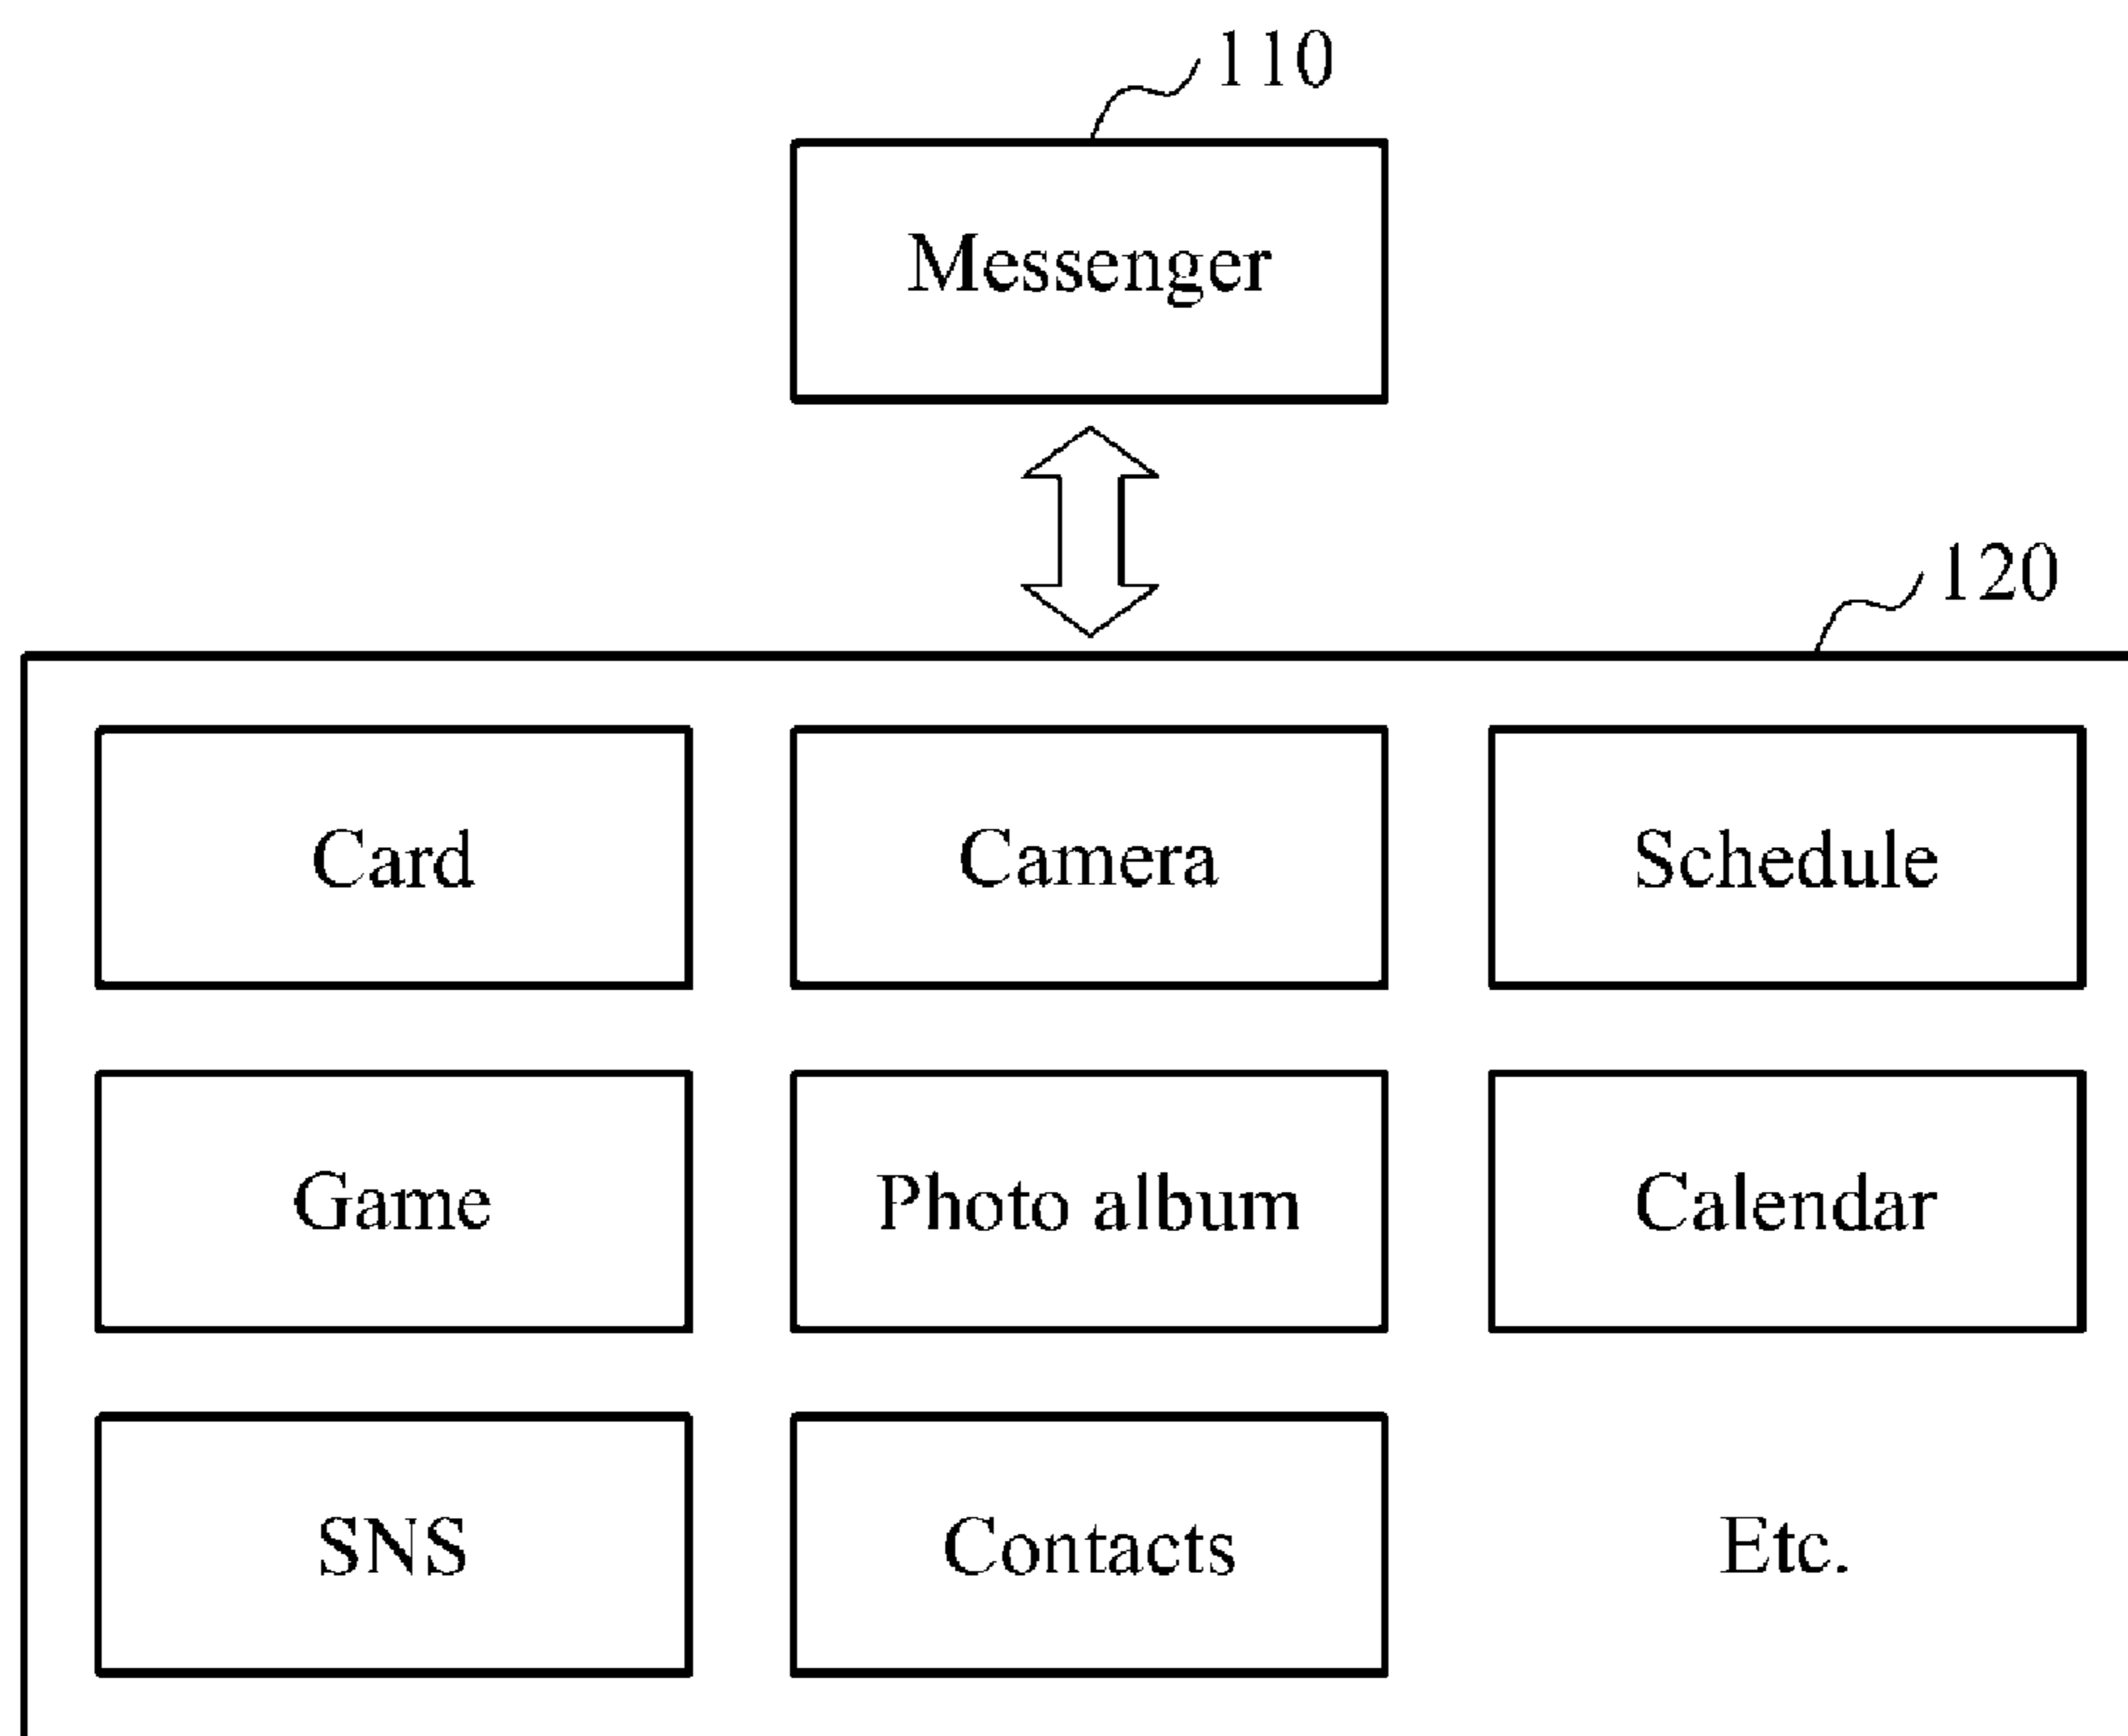 110
Messenger
120
Card Camera Schedule
Game Photo album Calendar
SNS Contacts Etc.